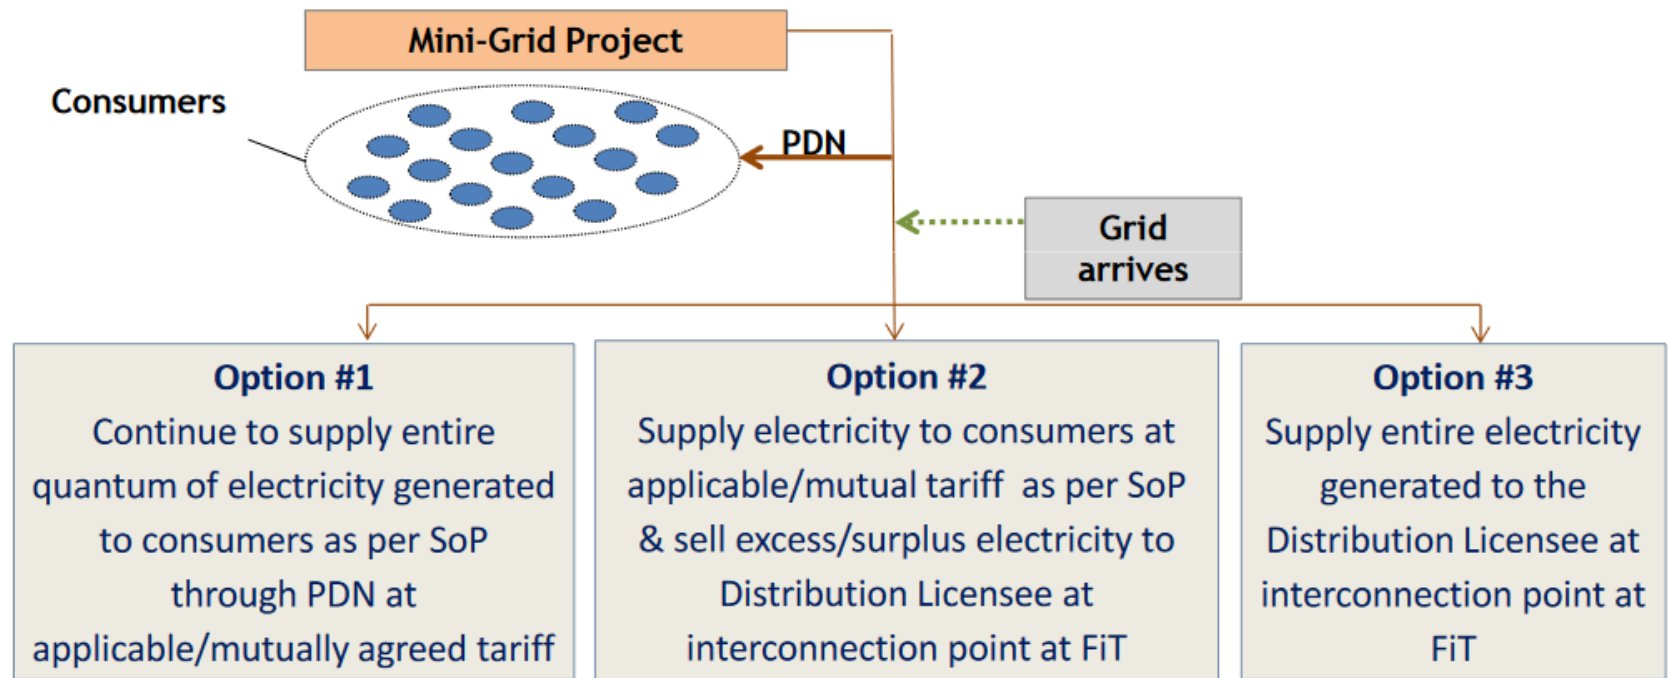 Mini-Grid Project
Consumers
PDN
Grid
arrives
Option #1
Continue to supply entire
quantum of electricity generated
to consumers as per SoP
through PDN at
applicable/mutually agreed tariff
Option #2
Supply electricity to consumers at
applicable/mutual tariff as per SoP
& sell excess/surplus electricity to
Distribution Licensee at
interconnection point at FiT
Option #3
Supply entire electricity
generated to the
Distribution Licensee at
interconnection point at
FiT